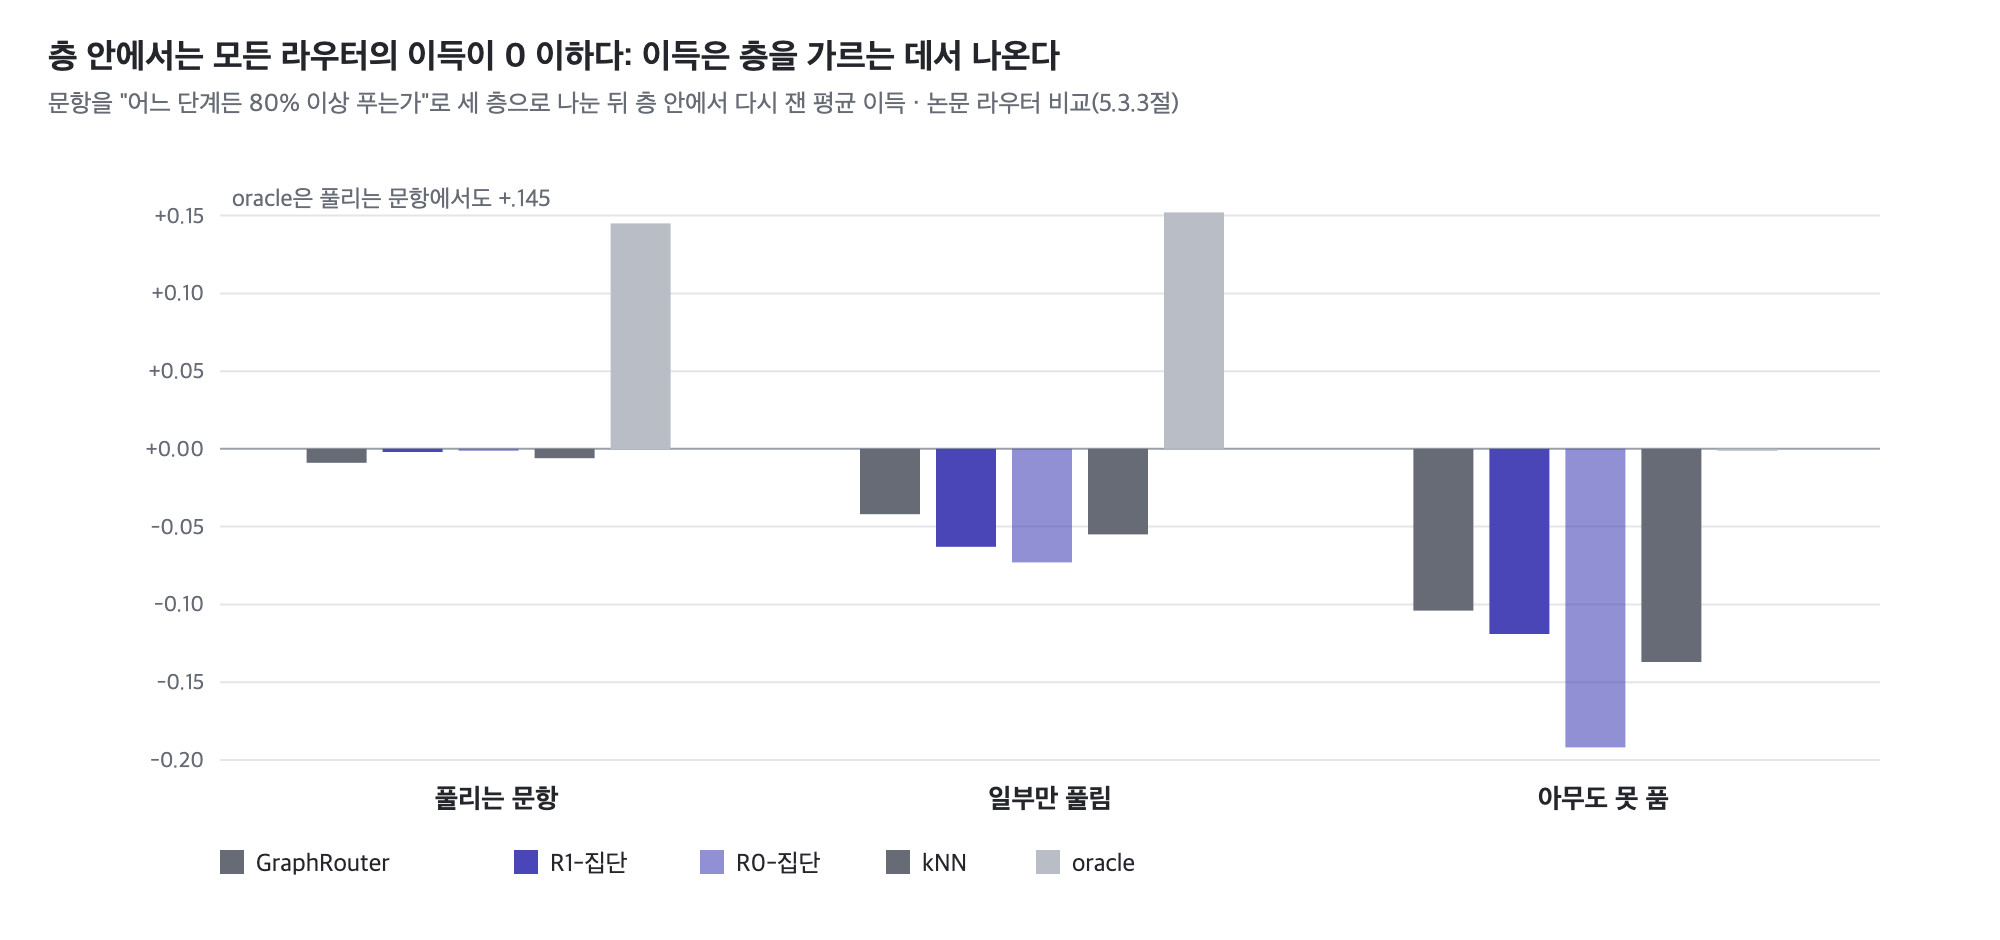 층 안에서는 모든 라우터의 이득이 0 이하다: 이득은 층을 가르는 데서 나온다
문항을 "어느 단계든 80% 이상 푸는가"로 세 층으로 나눈 뒤 층 안에서 다시 잰 평균 이득 · 논문 라우터 비교(5.3.3절)
oracle은 풀리는 문항에서도 +.145
+0.15
+0.10
+0.05
+0.00
-0.05
-0.10
-0.15
-0.20
풀리는 문항 일부만 풀림 아무도 못 품
GraphRouter R1-집단 R0-집단 kNN oracle